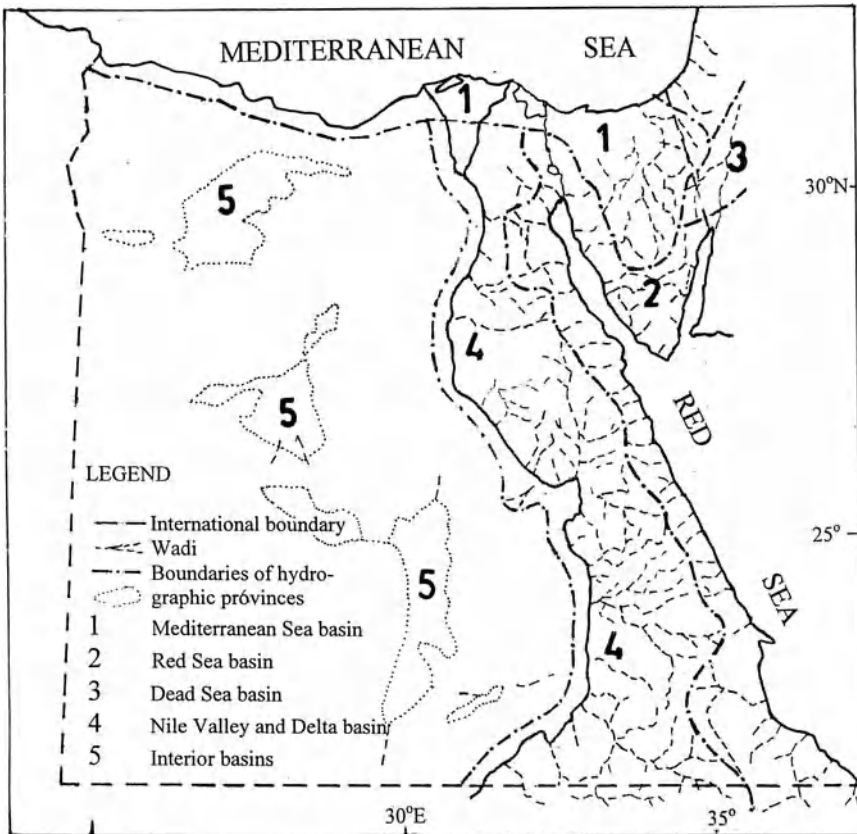 MEDITERRANEAN SEA
1
1
3
30°N
5
2
4
5
RED
LEGEND
International boundary
Wadi
Boundaries of hydro-
graphic próvinces
1 Mediterranean Sea basin
2 Red Sea basin
3 Dead Sea basin
4 Nile Valley and Delta basin
5 Interior basins
25°
5
SEA
4
30°E
35°